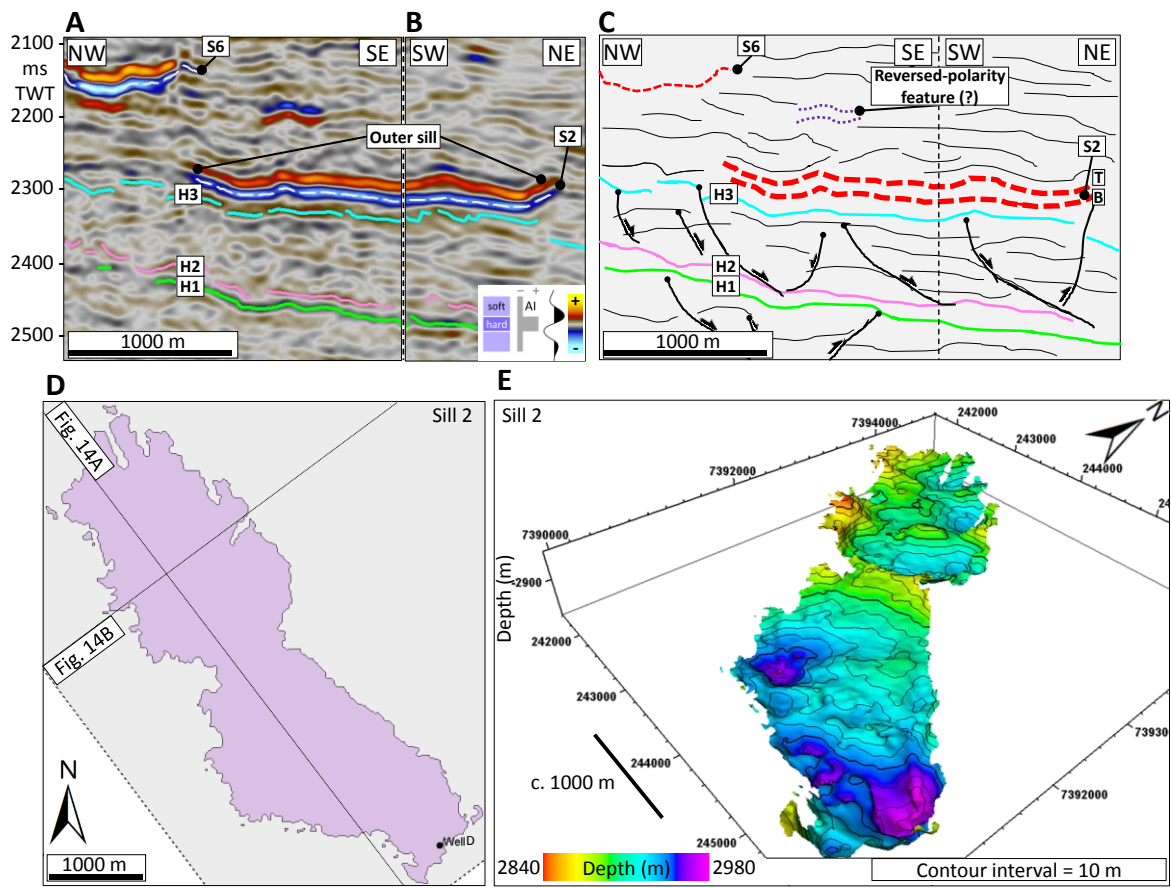 A
B
C
2100
ms
TWT
2200
2300
2400
2500
NW
S6
SE
SW
NE
Outer sill
S2
H3
H2
H1
1000 m
soft
hard
− +
AI
+
-
NW
S6
SE
SW
NE
Reversed-polarity
feature (?)
S2
T
B
H3
H2
H1
1000 m
D
Sill 2
Fig. 14A
Fig. 14B
N
1000 m
Well D
E
Sill 2
N
7394000
242000
243000
244000
7392000
7390000
-2900
Depth (m)
242000
243000
244000
245000
7392000
c. 1000 m
2840
Depth (m)
2980
Contour interval = 10 m